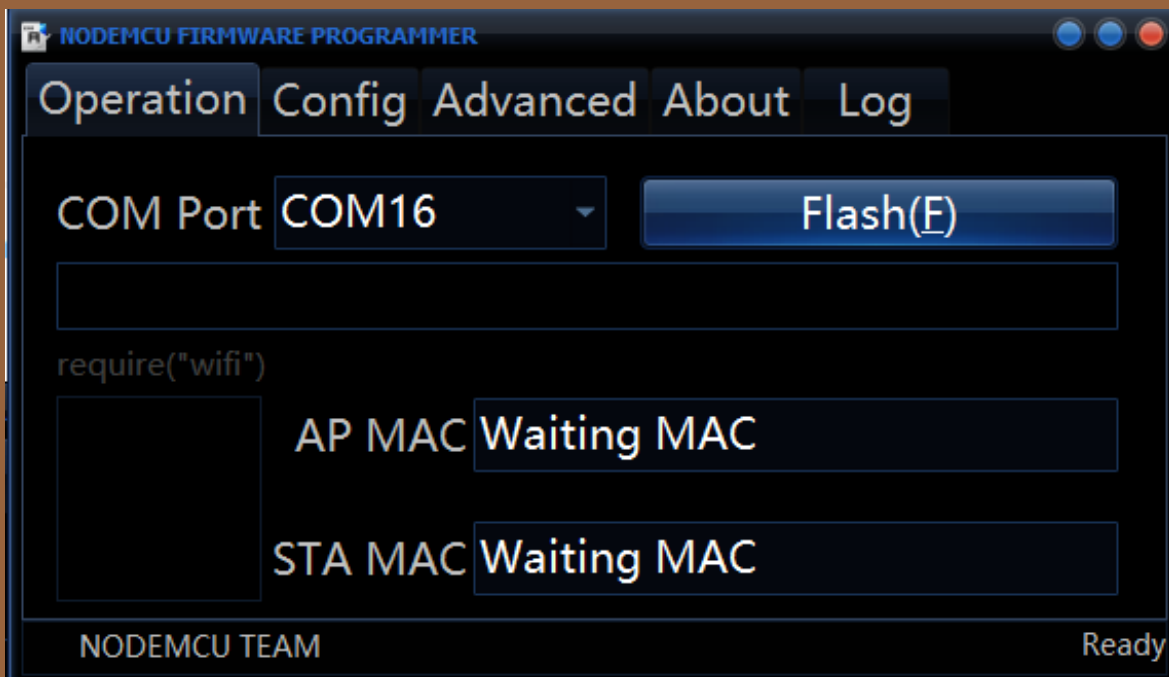 NODEMCU FIRMWARE PROGRAMMER
Operation Config Advanced About Log
COM Port COM16 Flash(F)
require("wifi")
AP MAC Waiting MAC
STA MAC Waiting MAC
NODEMCU TEAM Ready